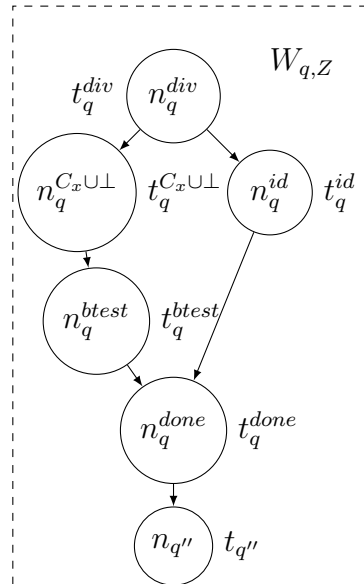 W_{q,Z}
t_q^{div} n_q^{div}
n_q^{C_x∪⊥} t_q^{C_x∪⊥} n_q^{id} t_q^{id}
n_q^{btest} t_q^{btest}
n_q^{done} t_q^{done}
n_{q''} t_{q''}